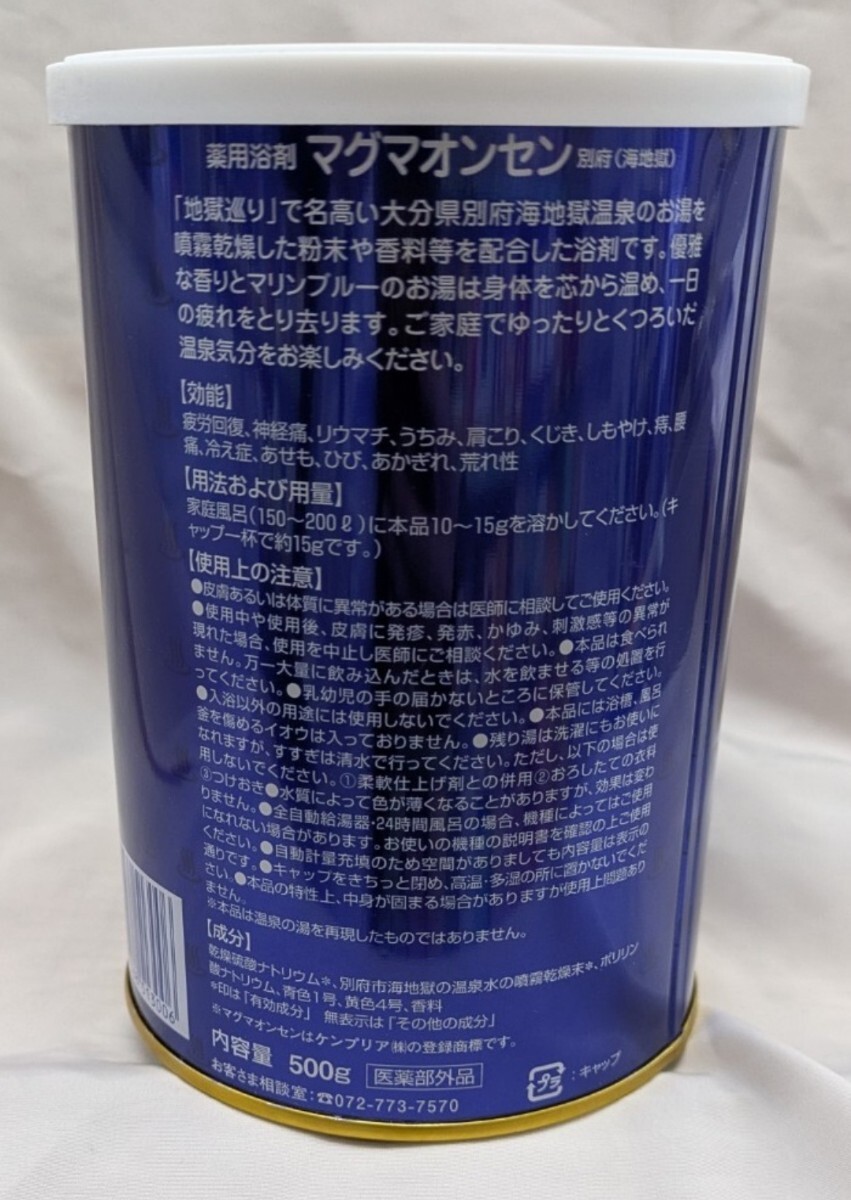 薬用浴剤 マグマオンセン 別府(海地獄)
「地獄巡り」で名高い大分県別府海地獄温泉のお湯を
噴霧乾燥した粉末や香料等を配合した浴剤です。優雅
な香りとマリンブルーのお湯は身体を芯から温め、一日
の疲れをとり去ります。ご家庭でゆったりとくつろいだ
温泉気分をお楽しみください。
【効能】
疲労回復、神経痛、リウマチ、うちみ、肩こり、くじき、しもやけ、痔、腰
痛、冷え症、あせも、ひび、あかぎれ、荒れ性
【用法および用量】
家庭風呂(150～200ℓ)に本品10～15gを溶かしてください。(キ
ャップ一杯で約15gです。)
【使用上の注意】
●皮膚あるいは体質に異常がある場合は医師に相談してご使用ください。
●使用中や使用後、皮膚に発疹、発赤、かゆみ、刺激感等の異常が
現れた場合、使用を中止し医師にご相談ください。●本品は食べられ
ません。万一大量に飲み込んだときは、水を飲ませる等の処置を行
ってください。●乳幼児の手の届かないところに保管してください。
●入浴以外の用途には使用しないでください。●本品には浴槽、風呂
釜を傷めるイオウは入っておりません。●残り湯は洗濯にもお使いに
なれますが、すすぎは清水で行ってください。ただし、以下の場合は使
用しないでください。①柔軟仕上げ剤との併用②おろしたての衣料
③つけおき●水質によって色が薄くなることがありますが、効果は変わ
りません。●全自動給湯器・24時間風呂の場合、機種によってはご使用
になれない場合があります。お使いの機種の説明書を確認の上ご使用
ください。●自動計量充填のため空間がありましても内容量は表示の
通りです。●キャップをきちっと閉め、高温・多湿の所に置かないでくだ
さい。●本品の特性上、中身が固まる場合がありますが使用上問題あり
ません。
※本品は温泉の湯を再現したものではありません。
【成分】
乾燥硫酸ナトリウム*、別府市海地獄の温泉水の噴霧乾燥末*、ポリリン
酸ナトリウム、青色1号、黄色4号、香料
*印は「有効成分」 無表示は「その他の成分」
※マグマオンセンはケンプリア㈱の登録商標です。
内容量 500g 医薬部外品
プラ :キャップ
お客さま相談室:☎072-773-7570